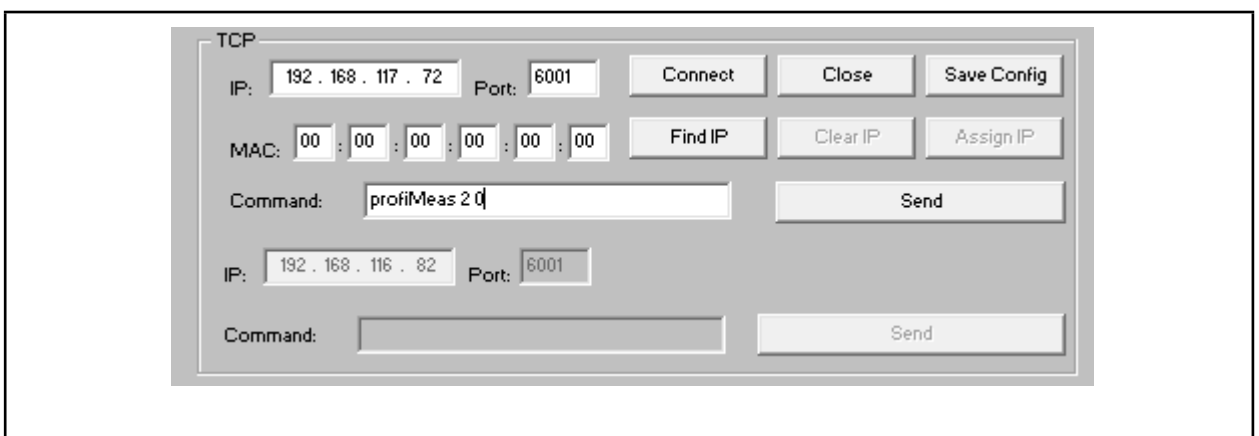 TCP
IP: 192 . 168 . 117 . 72 Port: 6001 Connect Close Save Config
MAC: 00 : 00 : 00 : 00 : 00 : 00 Find IP Clear IP Assign IP
Command: profiMeas 2 0 Send
IP: 192 . 168 . 116 . 82 Port: 6001
Command: Send